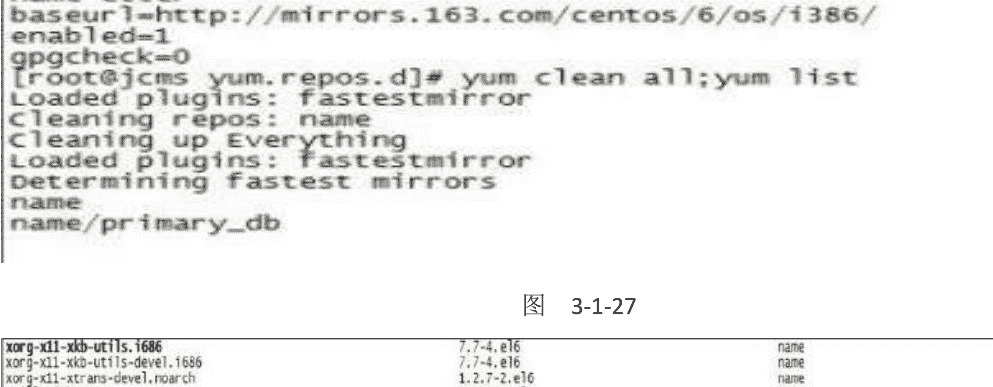 baseurl=http://mirrors.163.com/centos/6/os/i386/
enabled=1
gpgcheck=0
[root@jcms yum.repos.d]# yum clean all;yum list
Loaded plugins: fastestmirror
Cleaning repos: name
Cleaning up Everything
Loaded plugins: fastestmirror
Determining fastest mirrors
name
name/primary_db
图 3-1-27
xorg-x11-xkb-utils.i686 7.7-4.el6 name
xorg-x11-xkb-utils-devel.i686 7.7-4.el6 name
xorg-x11-xtrans-devel.noarch 1.2.7-2.el6 name